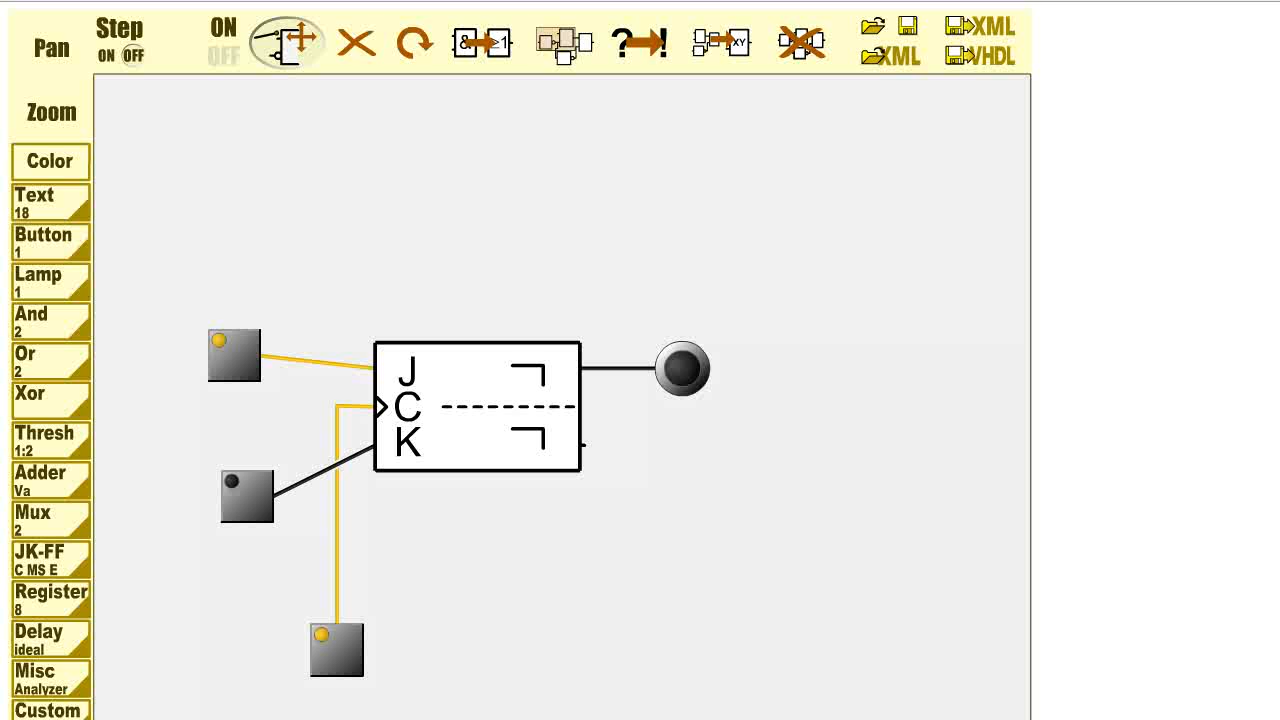 Pan
Step
ON OFF
ON
OFF
&
≥1
? !
XY
XML
XML
VHDL
Zoom
Color
Text
18
Button
1
Lamp
1
And
2
Or
2
Xor
Thresh
1:2
Adder
Va
Mux
2
JK-FF
C MS E
Register
8
Delay
ideal
Misc
Analyzer
Custom
J
C
K